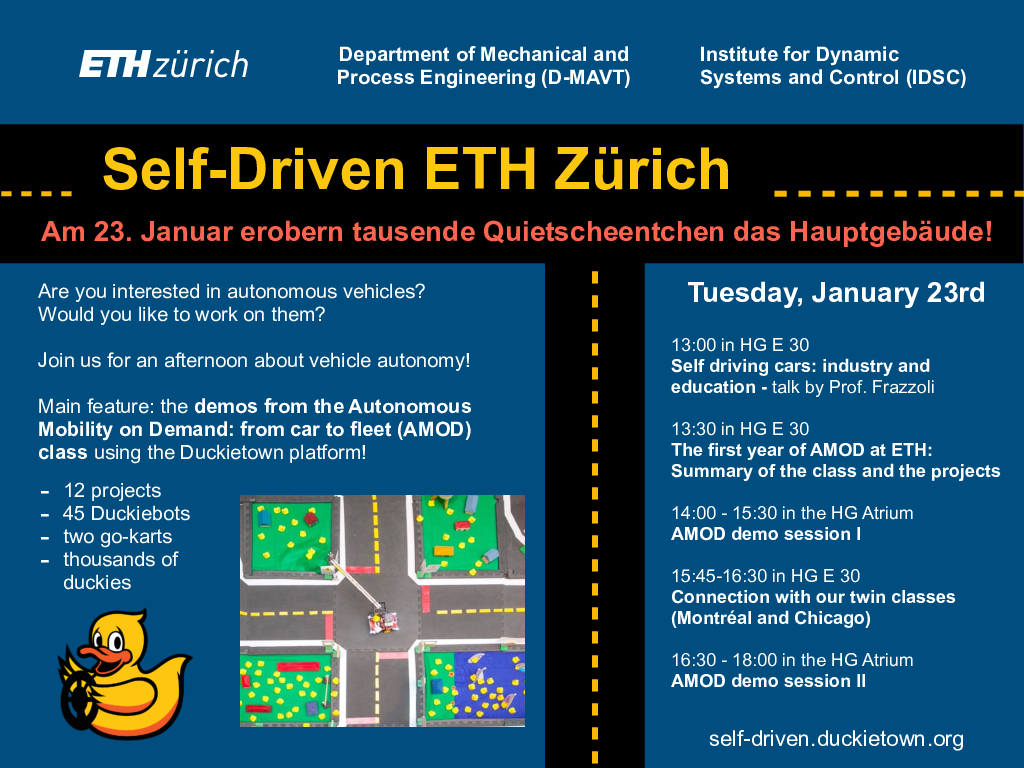 ETH zürich
Department of Mechanical and
Process Engineering (D-MAVT)
Institute for Dynamic
Systems and Control (IDSC)
Self-Driven ETH Zürich
Am 23. Januar erobern tausende Quietscheentchen das Hauptgebäude!
Are you interested in autonomous vehicles?
Would you like to work on them?
Join us for an afternoon about vehicle autonomy!
Main feature: the demos from the Autonomous
Mobility on Demand: from car to fleet (AMOD)
class using the Duckietown platform!
- 12 projects
- 45 Duckiebots
- two go-karts
- thousands of
duckies
Tuesday, January 23rd
13:00 in HG E 30
Self driving cars: industry and
education - talk by Prof. Frazzoli
13:30 in HG E 30
The first year of AMOD at ETH:
Summary of the class and the projects
14:00 - 15:30 in the HG Atrium
AMOD demo session I
15:45-16:30 in HG E 30
Connection with our twin classes
(Montréal and Chicago)
16:30 - 18:00 in the HG Atrium
AMOD demo session II
self-driven.duckietown.org